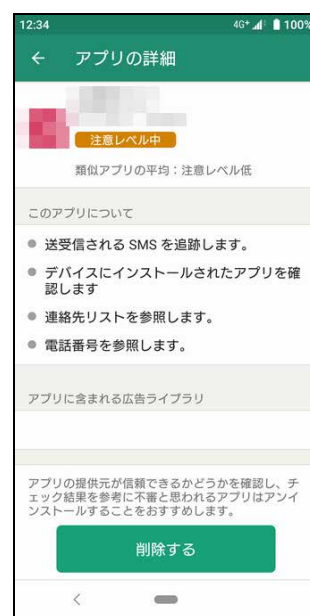 12:34 4G+ 100%
アプリの詳細
注意レベル中
類似アプリの平均：注意レベル低
このアプリについて
送受信される SMS を追跡します。
デバイスにインストールされたアプリを確
認します
連絡先リストを参照します。
電話番号を参照します。
アプリに含まれる広告ライブラリ
アプリの提供元が信頼できるかどうかを確認し、チ
ェック結果を参考に不審と思われるアプリはアンイ
ンストールすることをおすすめします。
削除する